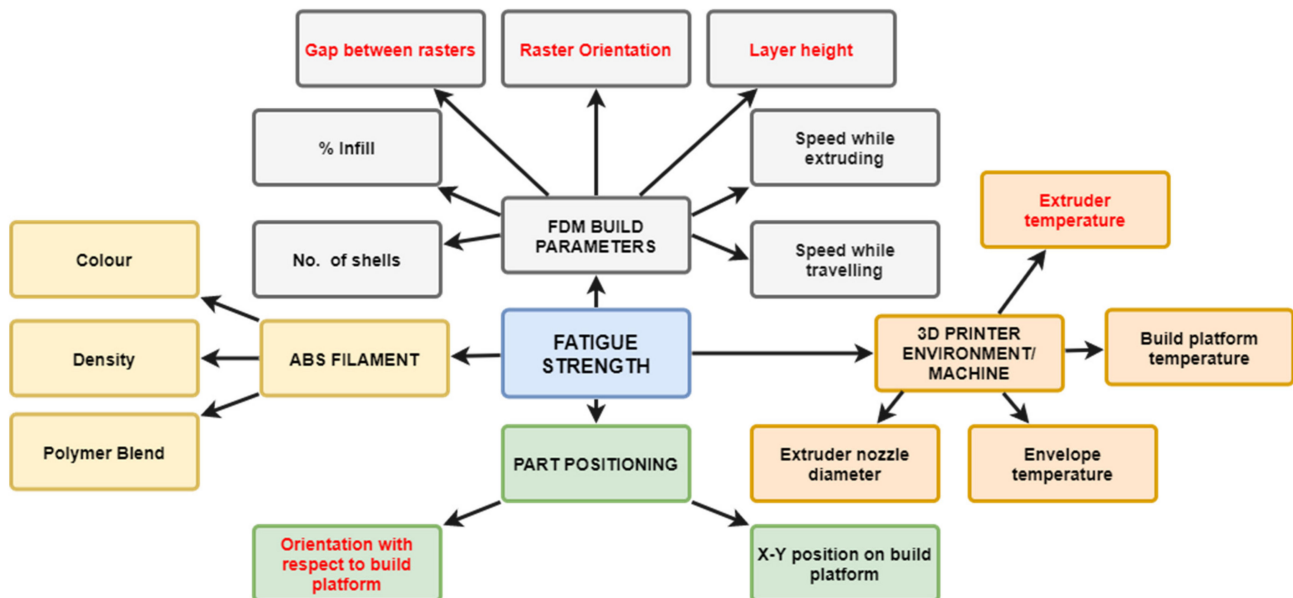 Gap between rasters
Raster Orientation
Layer height
% Infill
Speed while
extruding
Extruder
temperature
FDM BUILD
PARAMETERS
Colour
No.  of shells
Speed while
travelling
Density
ABS FILAMENT
FATIGUE
STRENGTH
3D PRINTER
ENVIRONMENT/
MACHINE
Build platform
temperature
Polymer Blend
PART POSITIONING
Extruder nozzle
diameter
Envelope
temperature
Orientation with
respect to build
platform
X-Y position on build
platform